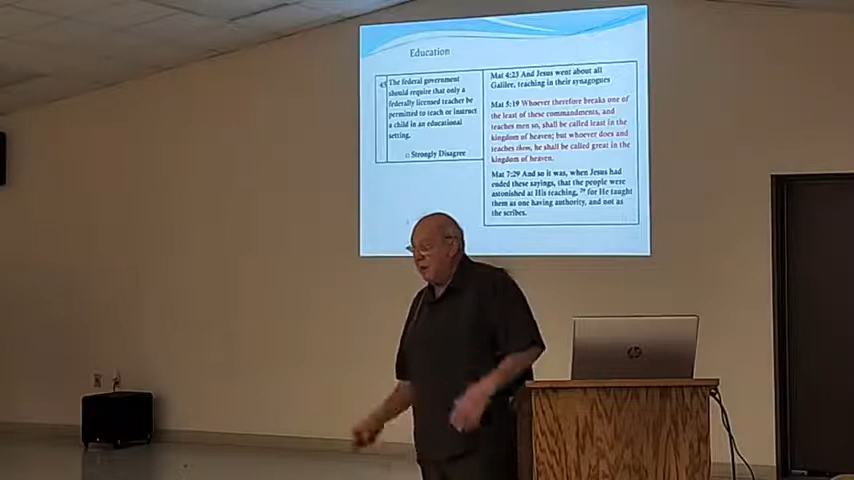 Education
43 The federal government
should require that only a
federally licensed teacher be
permitted to teach or instruct
a child in an educational
setting.
□ Strongly Disagree
Mat 4:23 And Jesus went about all
Galilee, teaching in their synagogues
Mat 5:19 Whoever therefore breaks one of
the least of these commandments, and
teaches men so, shall be called least in the
kingdom of heaven; but whoever does and
teaches them, he shall be called great in the
kingdom of heaven.
Mat 7:29 And so it was, when Jesus had
ended these sayings, that the people were
astonished at His teaching, 29 for He taught
them as one having authority, and not as
the scribes.
hp